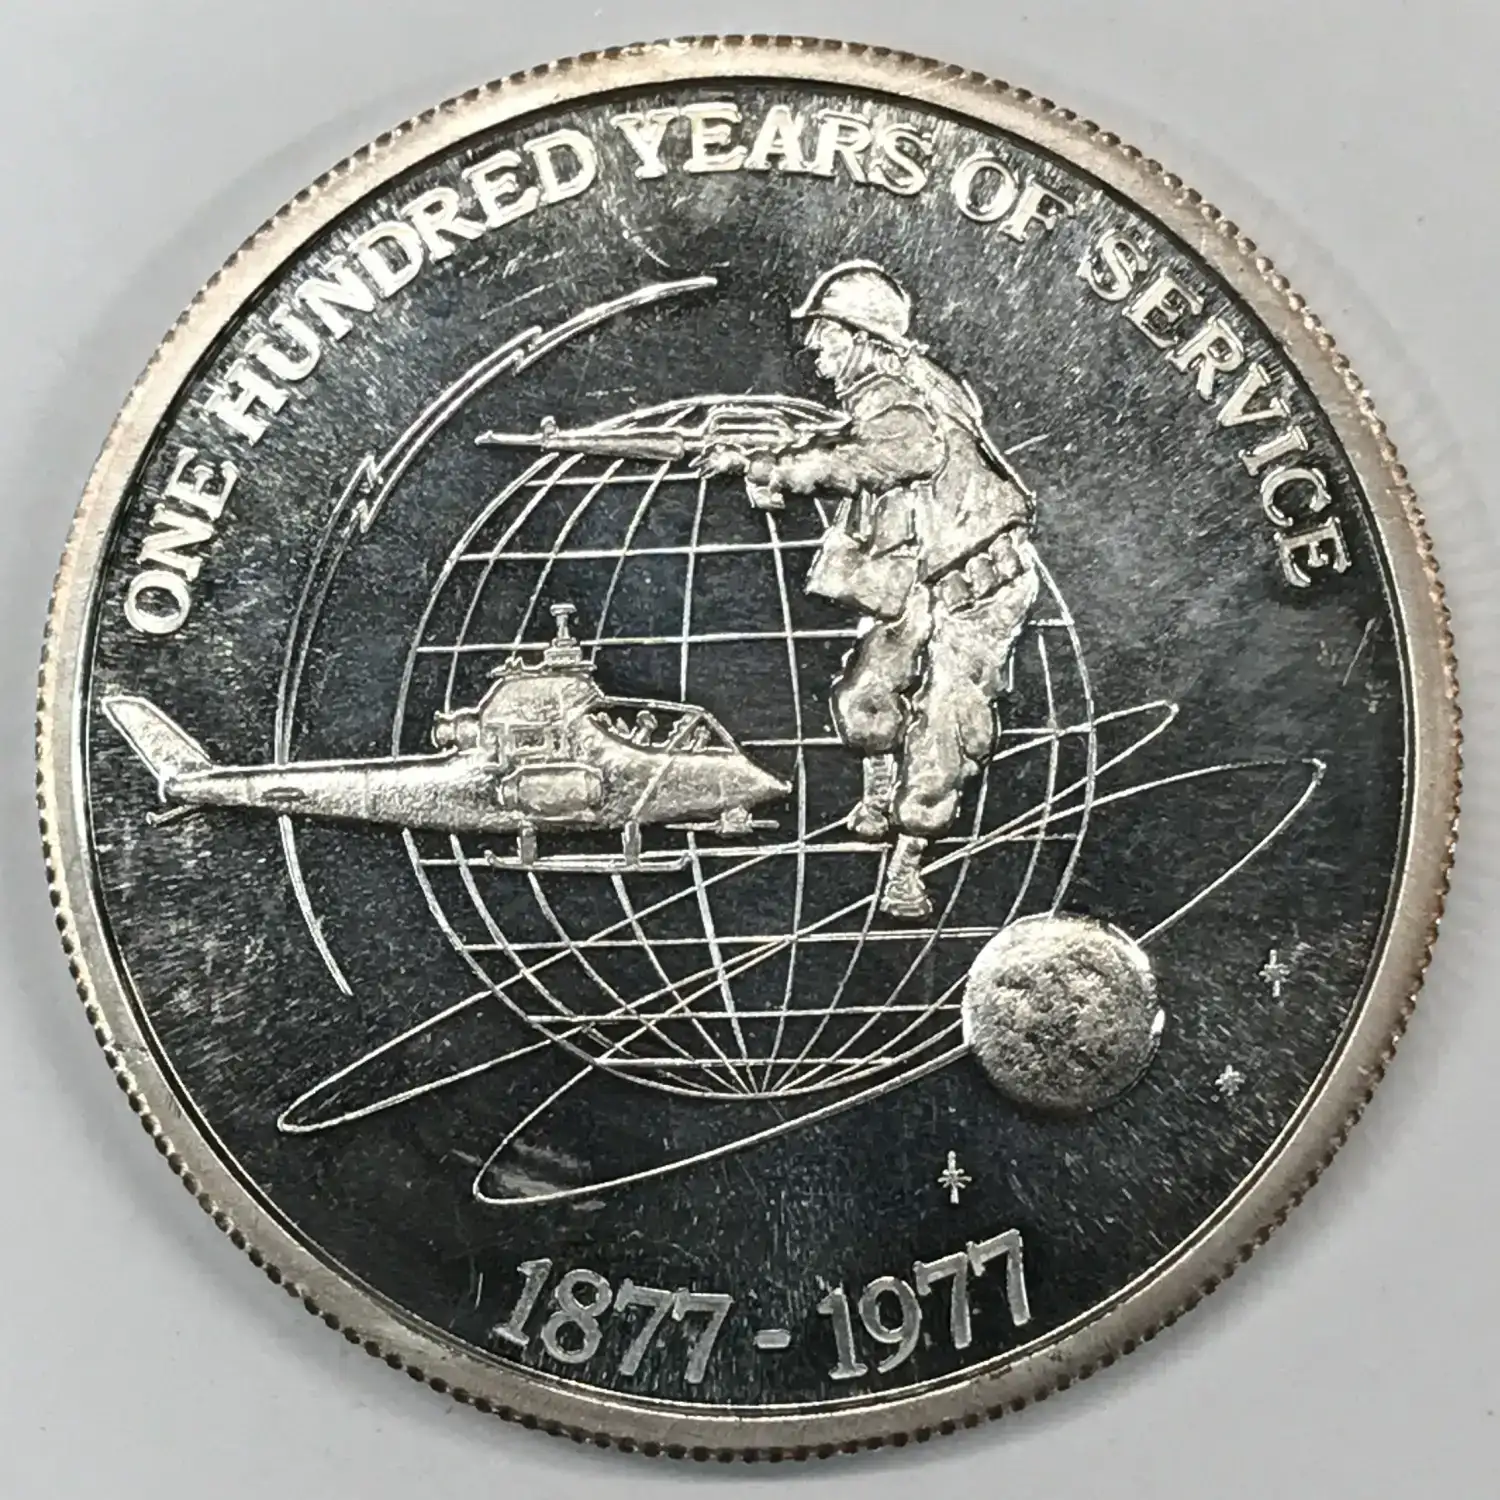 ONE HUNDRED YEARS OF SERVICE
1877-1977